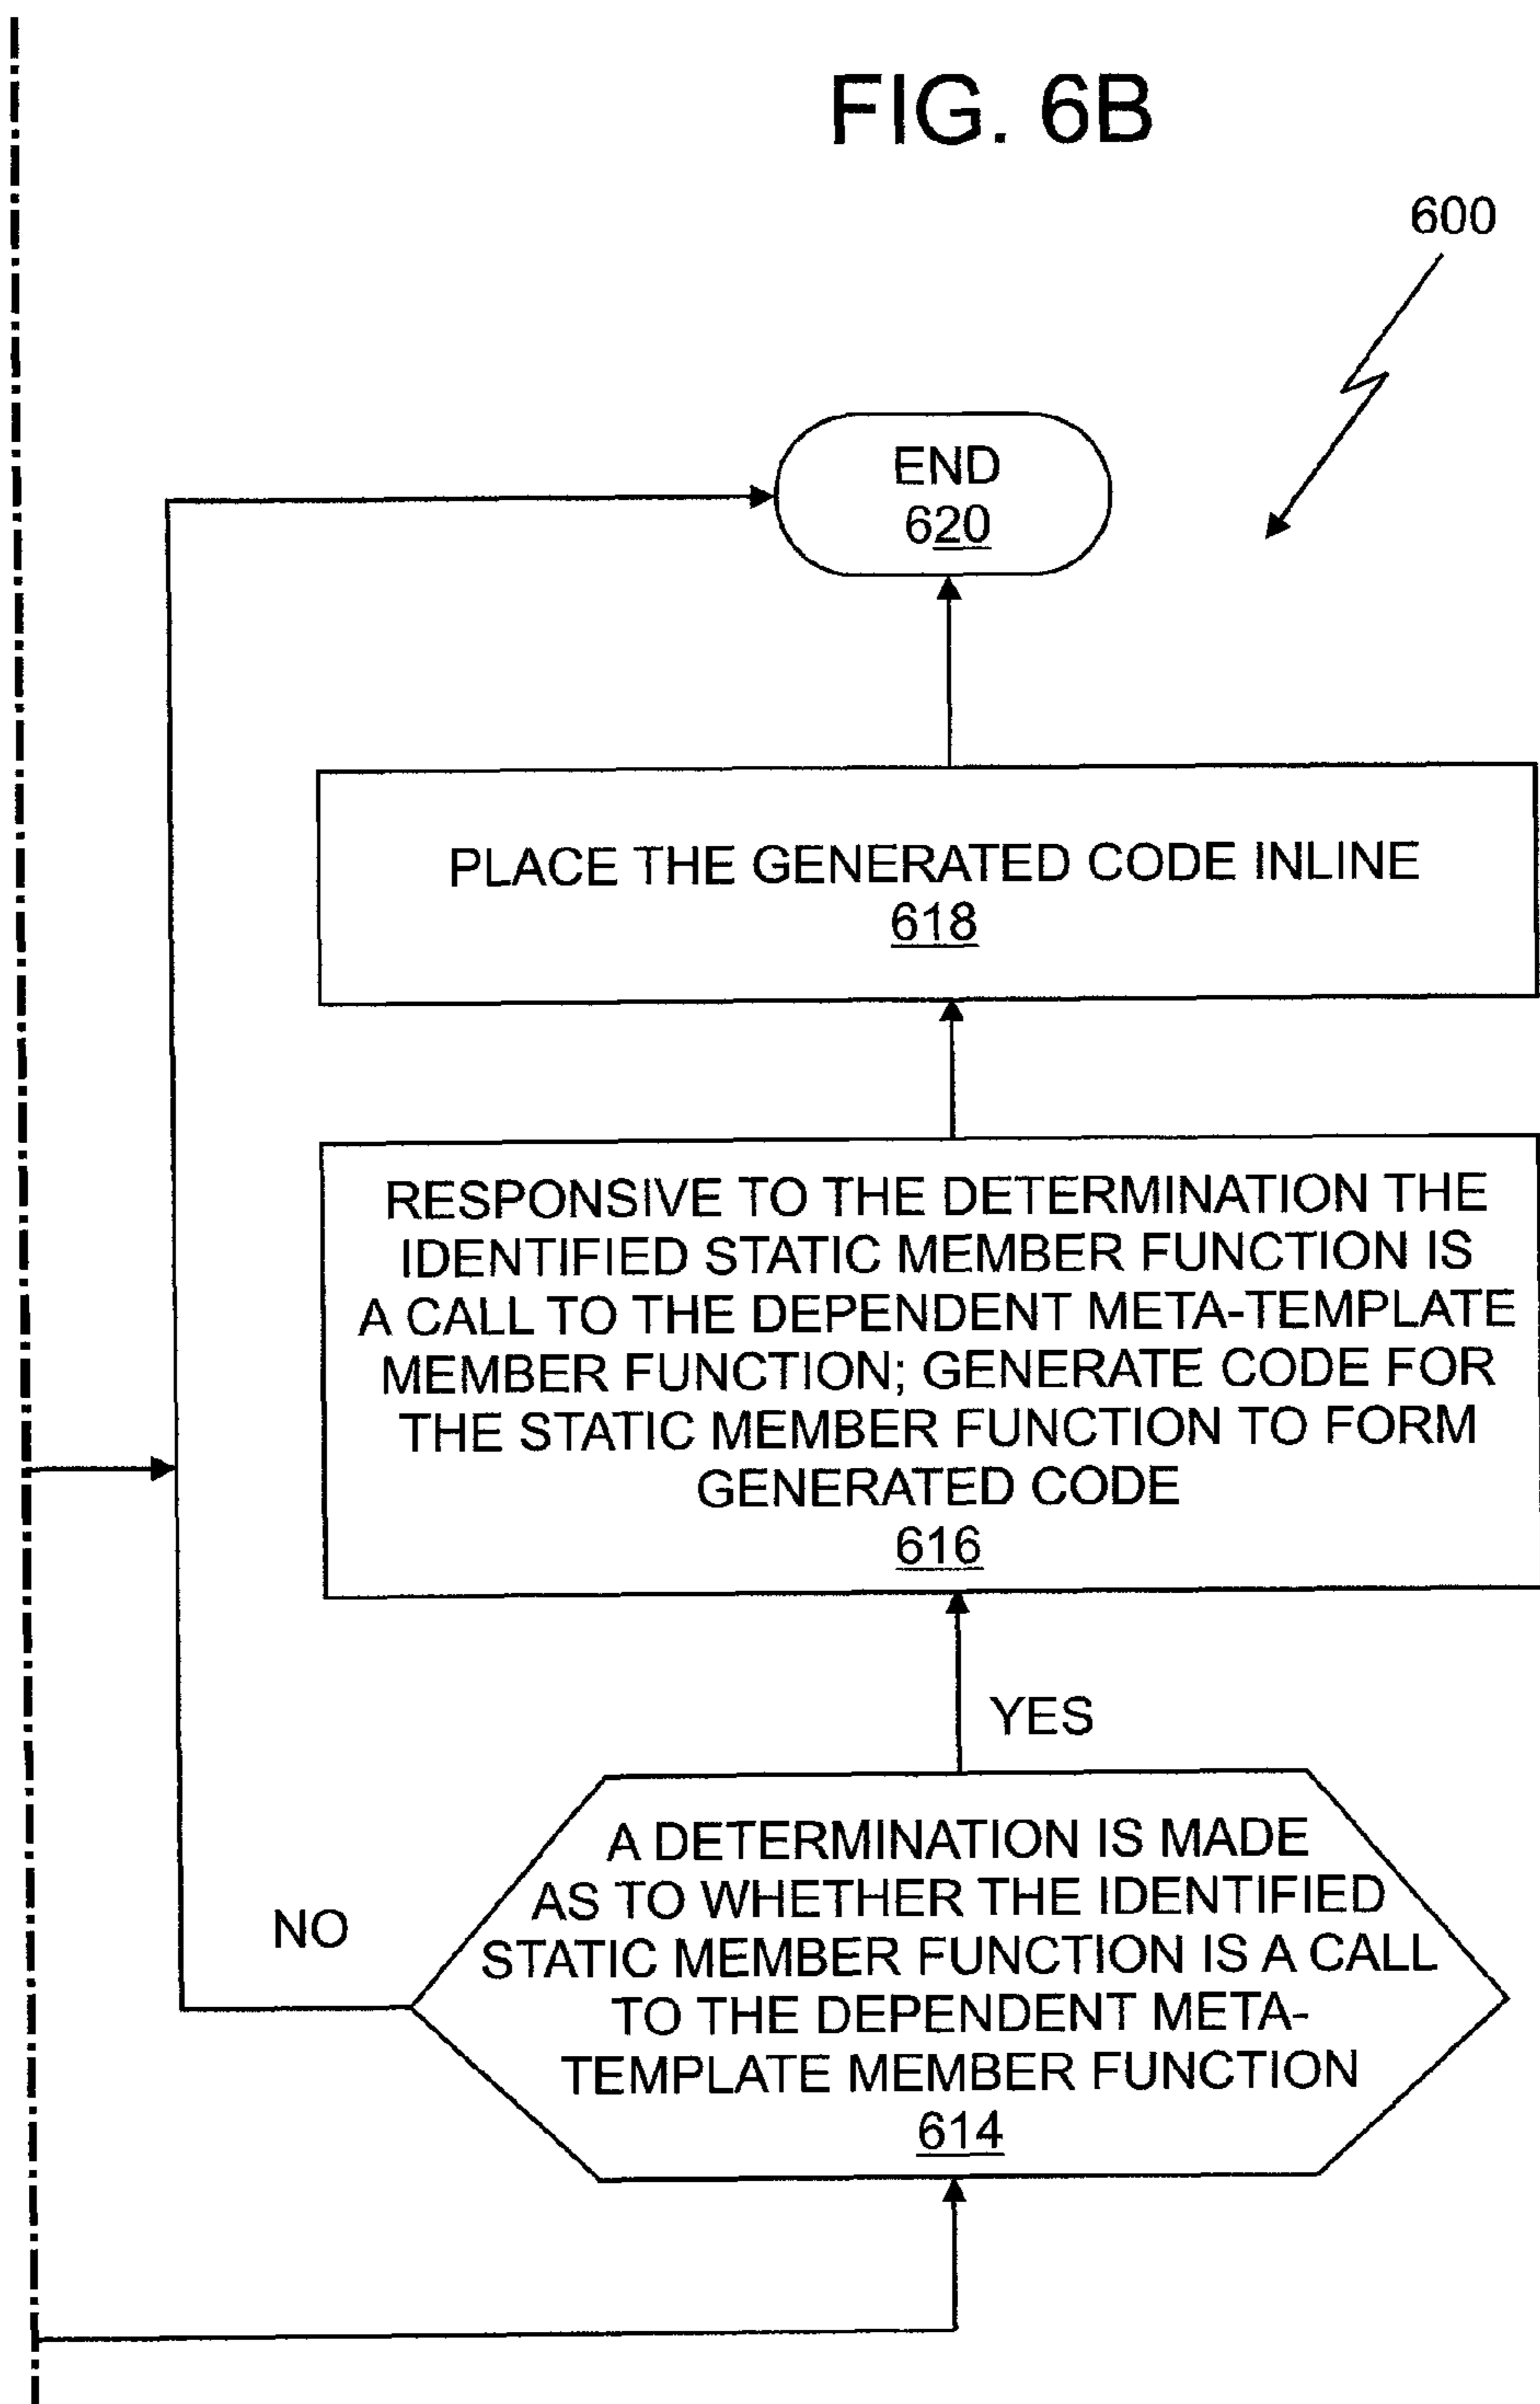 FIG. 6B
600
END
620
PLACE THE GENERATED CODE INLINE
618
RESPONSIVE TO THE DETERMINATION THE
IDENTIFIED STATIC MEMBER FUNCTION IS
A CALL TO THE DEPENDENT META-TEMPLATE
MEMBER FUNCTION; GENERATE CODE FOR
THE STATIC MEMBER FUNCTION TO FORM
GENERATED CODE
616
YES
A DETERMINATION IS MADE
AS TO WHETHER THE IDENTIFIED
STATIC MEMBER FUNCTION IS A CALL
TO THE DEPENDENT META-
TEMPLATE MEMBER FUNCTION
614
NO